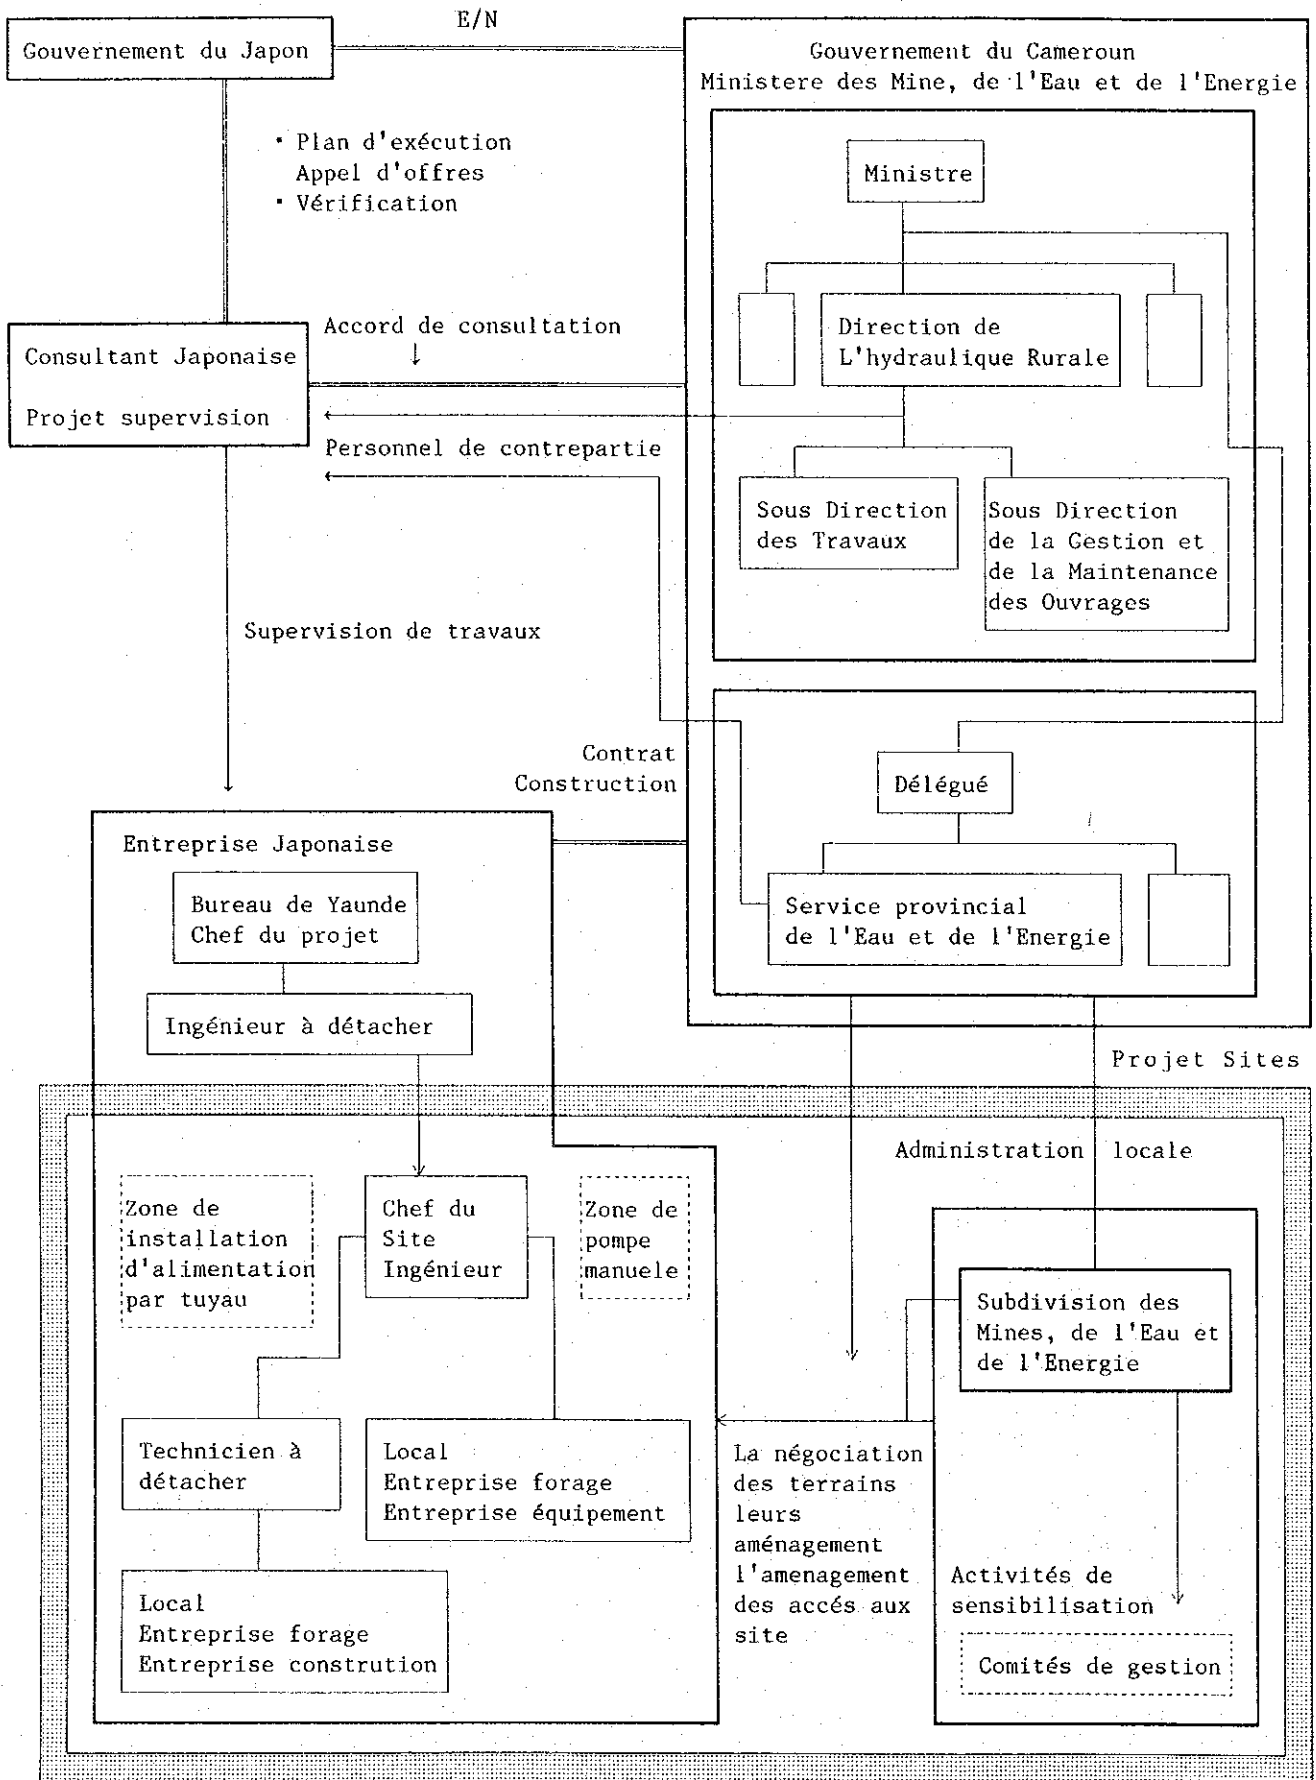 E/N
Gouvernement du Japon
Gouvernement du Cameroun
Ministere des Mine, de l'Eau et de l'Energie
· Plan d'exécution
Appel d'offres
· Vérification
Ministre
Accord de consultation
↓
Direction de
L'hydraulique Rurale
Consultant Japonaise
Projet supervision
Personnel de contrepartie
Sous Direction
des Travaux
Sous Direction
de la Gestion et
de la Maintenance
des Ouvrages
Supervision de travaux
Contrat
Construction
Délégué
Service provincial
de l'Eau et de l'Energie
Entreprise Japonaise
Bureau de Yaunde
Chef du projet
Ingénieur à détacher
Projet Sites
Administration locale
Zone de
installation
d'alimentation
par tuyau
Chef du
Site
Ingénieur
Zone de
pompe
manuele
Subdivision des
Mines, de l'Eau et
de l'Energie
Technicien à
détacher
Local
Entreprise forage
Entreprise équipement
La négociation
des terrains
leurs
aménagement
l'amenagement
des accés aux
site
Activités de
sensibilisation
Local
Entreprise forage
Entreprise constrution
Comités de gestion